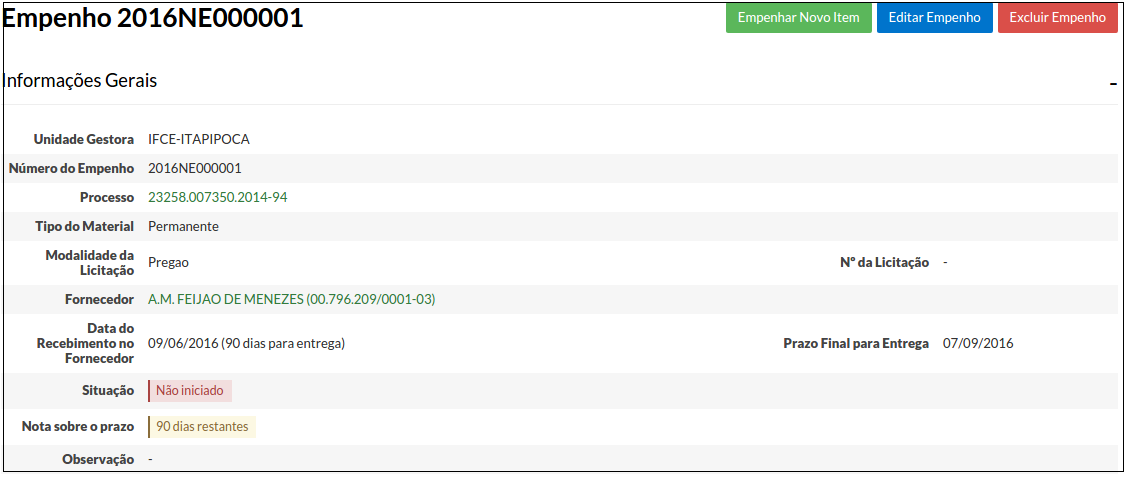 Empenho 2016NE000001
Empenhar Novo Item Editar Empenho Excluir Empenho
Informações Gerais -
Unidade Gestora IFCE-ITAPIPOCA
Número do Empenho 2016NE000001
Processo 23258.007350.2014-94
Tipo do Material Permanente
Modalidade da
Licitação Pregao Nº da Licitação -
Fornecedor A.M. FEIJAO DE MENEZES (00.796.209/0001-03)
Data do
Recebimento no 09/06/2016 (90 dias para entrega) Prazo Final para Entrega 07/09/2016
Fornecedor
Situação Não iniciado
Nota sobre o prazo 90 dias restantes
Observação -